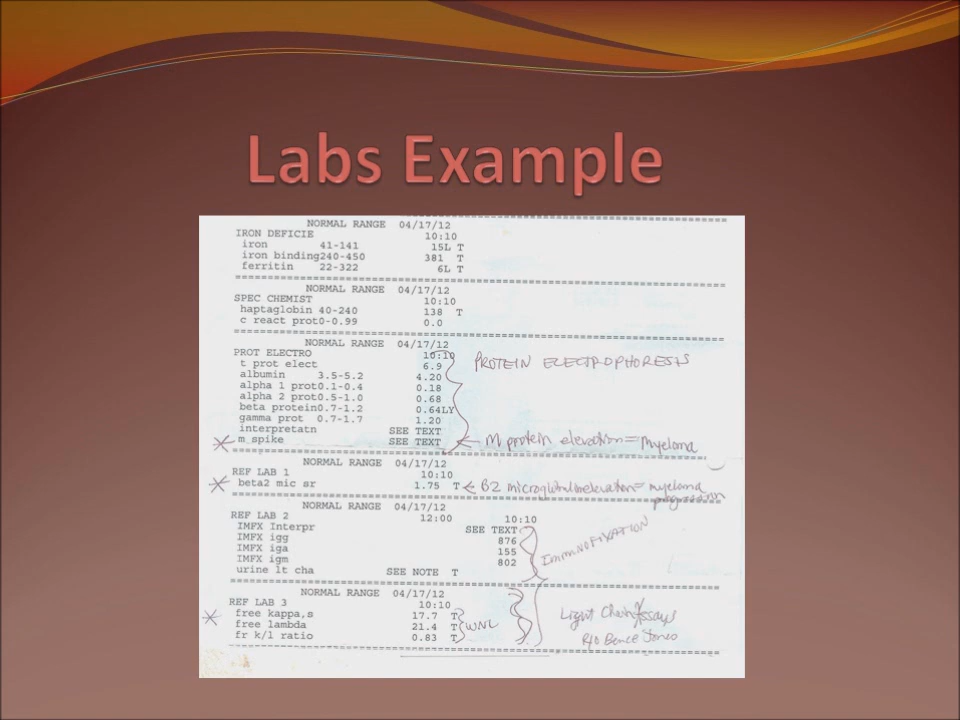 Labs Example
NORMAL RANGE 04/17/12
IRON DEFICIE 10:10
iron 41-141 15L T
iron binding240-450 381 T
ferritin 22-322 6L T
NORMAL RANGE 04/17/12
SPEC CHEMIST 10:10
haptaglobin 40-240 138 T
c react prot0-0.99 0.0
NORMAL RANGE 04/17/12
PROT ELECTRO 10:10 PROTEIN ELECTROPHORESIS
t prot elect 6.9
albumin 3.5-5.2 4.20
alpha 1 prot0.1-0.4 0.18
alpha 2 prot0.5-1.0 0.68
beta protein0.7-1.2 0.64LY
gamma prot 0.7-1.7 1.20
interpretatn SEE TEXT
m spike SEE TEXT ← M protein elevation = myeloma
NORMAL RANGE 04/17/12
REF LAB 1 10:10
beta2 mic sr 1.75 T ← B2 elevation = myeloma
NORMAL RANGE 04/17/12
REF LAB 2 12:00 10:10
IMFX Interpr SEE TEXT
IMFX igg 876 IMMNOFIXATION
IMFX iga 155
IMFX igm 802
urine lt cha SEE NOTE T
NORMAL RANGE 04/17/12
REF LAB 3 10:10
free kappa,s 17.7 T Light Chain Assays
free lambda 21.4 T WNL
fr k/l ratio 0.83 T R/o Bence Jones